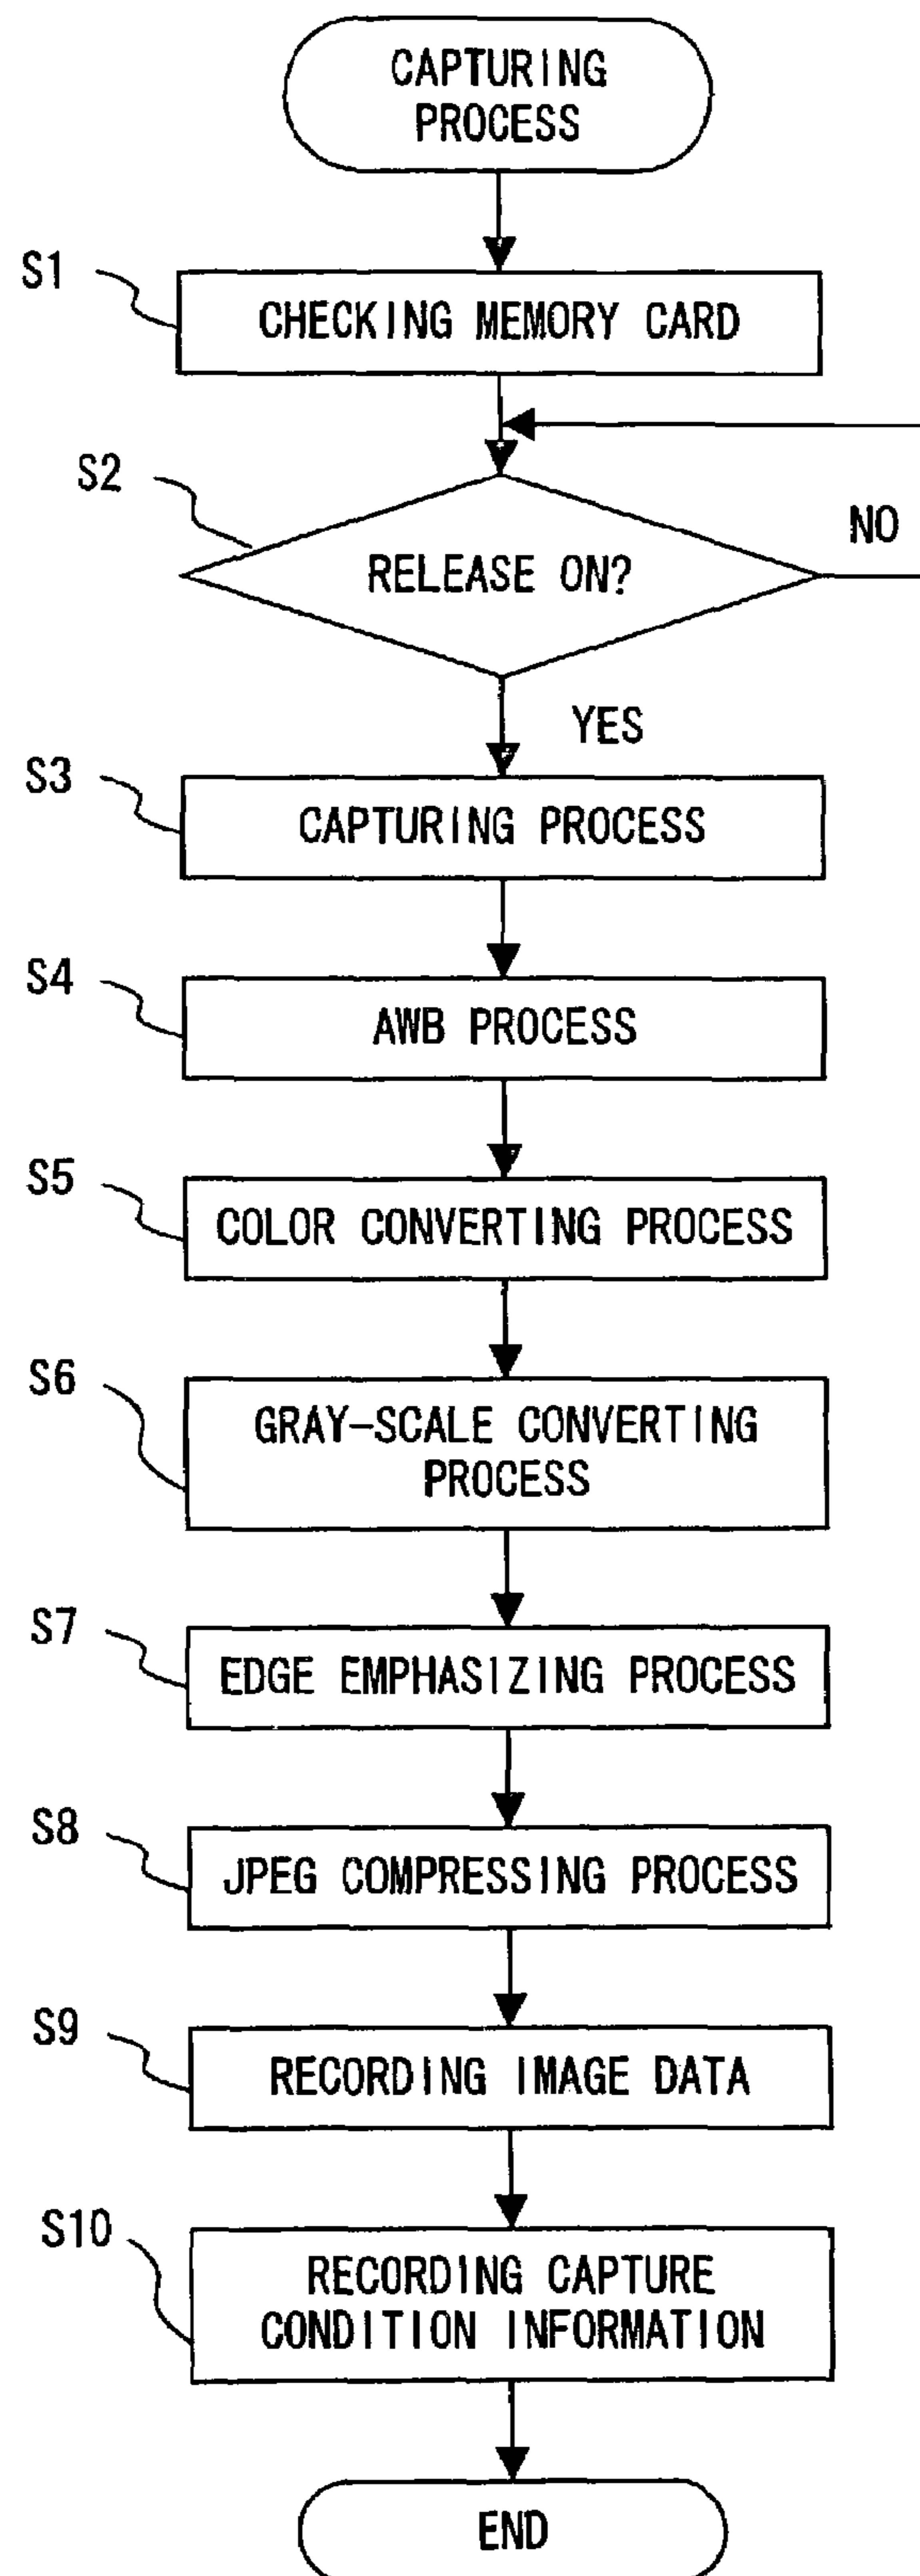 CAPTURING
PROCESS
S1
CHECKING MEMORY CARD
S2
RELEASE ON?
NO
YES
S3
CAPTURING PROCESS
S4
AWB PROCESS
S5
COLOR CONVERTING PROCESS
S6
GRAY-SCALE CONVERTING
PROCESS
S7
EDGE EMPHASIZING PROCESS
S8
JPEG COMPRESSING PROCESS
S9
RECORDING IMAGE DATA
S10
RECORDING CAPTURE
CONDITION INFORMATION
END